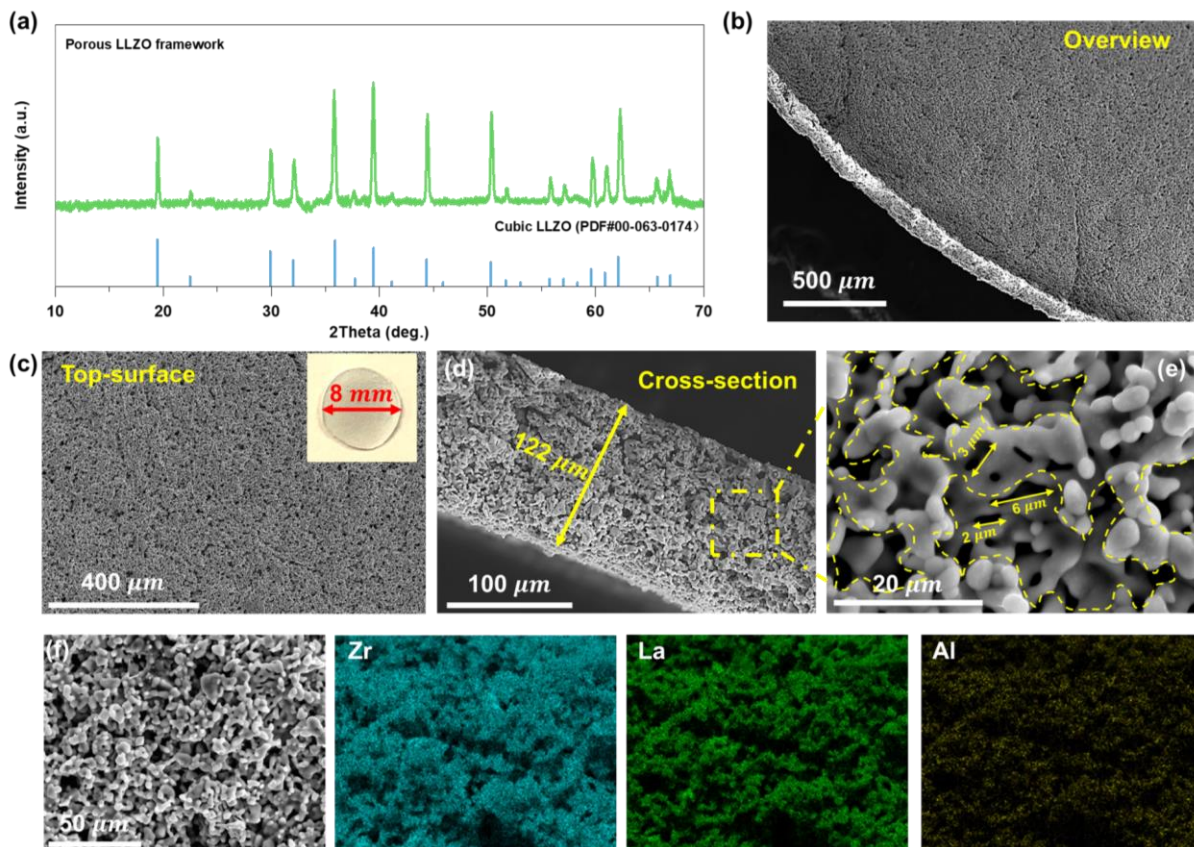 (a)
Porous LLZO framework
Intensity (a.u.)
Cubic LLZO (PDF#00-063-0174）
10 20 30 40 50 60 70
2Theta (deg.)
(b)
Overview
500 μm
(c)
Top-surface
8 mm
400 μm
(d)
Cross-section
122 μm
100 μm
(e)
3 μm
6 μm
2 μm
20 μm
(f)
50 μm
Zr
La
Al